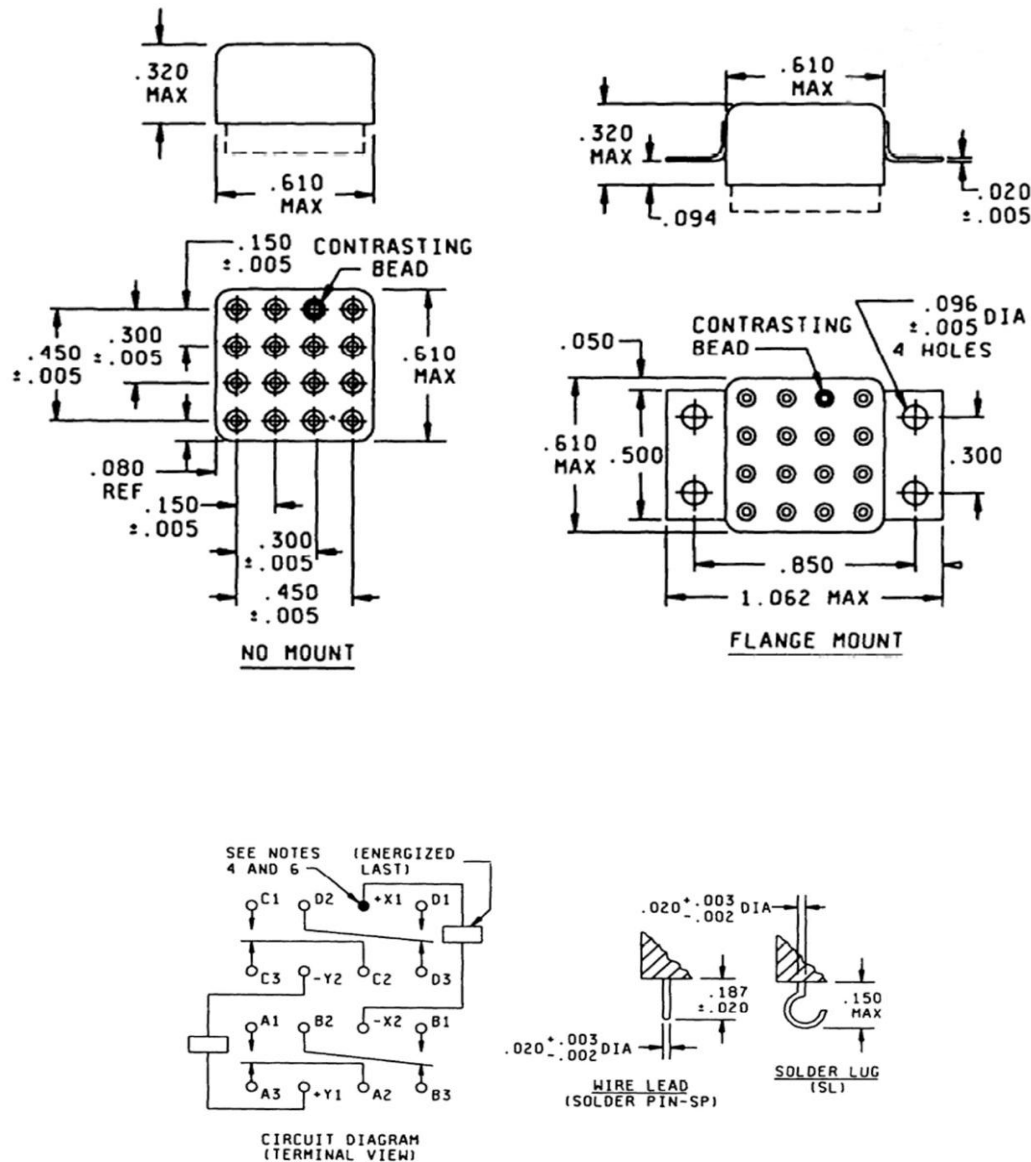 .320
MAX
.610
MAX
.610
MAX
.320
MAX
.094
.020
±.005
.150
±.005
CONTRASTING
BEAD
.300
±.005
.450
±.005
.610
MAX
.080
REF
.150
±.005
.300
±.005
.450
±.005
NO MOUNT
CONTRASTING
BEAD
.096
±.005 DIA
4 HOLES
.050
.610
MAX
.500
.300
.850
1.062 MAX
FLANGE MOUNT
SEE NOTES
4 AND 6
(ENERGIZED
LAST)
C1 D2 +X1 D1
C3 -Y2 C2 D3
A1 B2 -X2 B1
A3 +Y1 A2 B3
CIRCUIT DIAGRAM
(TERMINAL VIEW)
.020 +.003 -.002 DIA
.187
±.020
.150
MAX
.020 +.003 -.002 DIA
WIRE LEAD
(SOLDER PIN-SP)
SOLDER LUG
(SL)